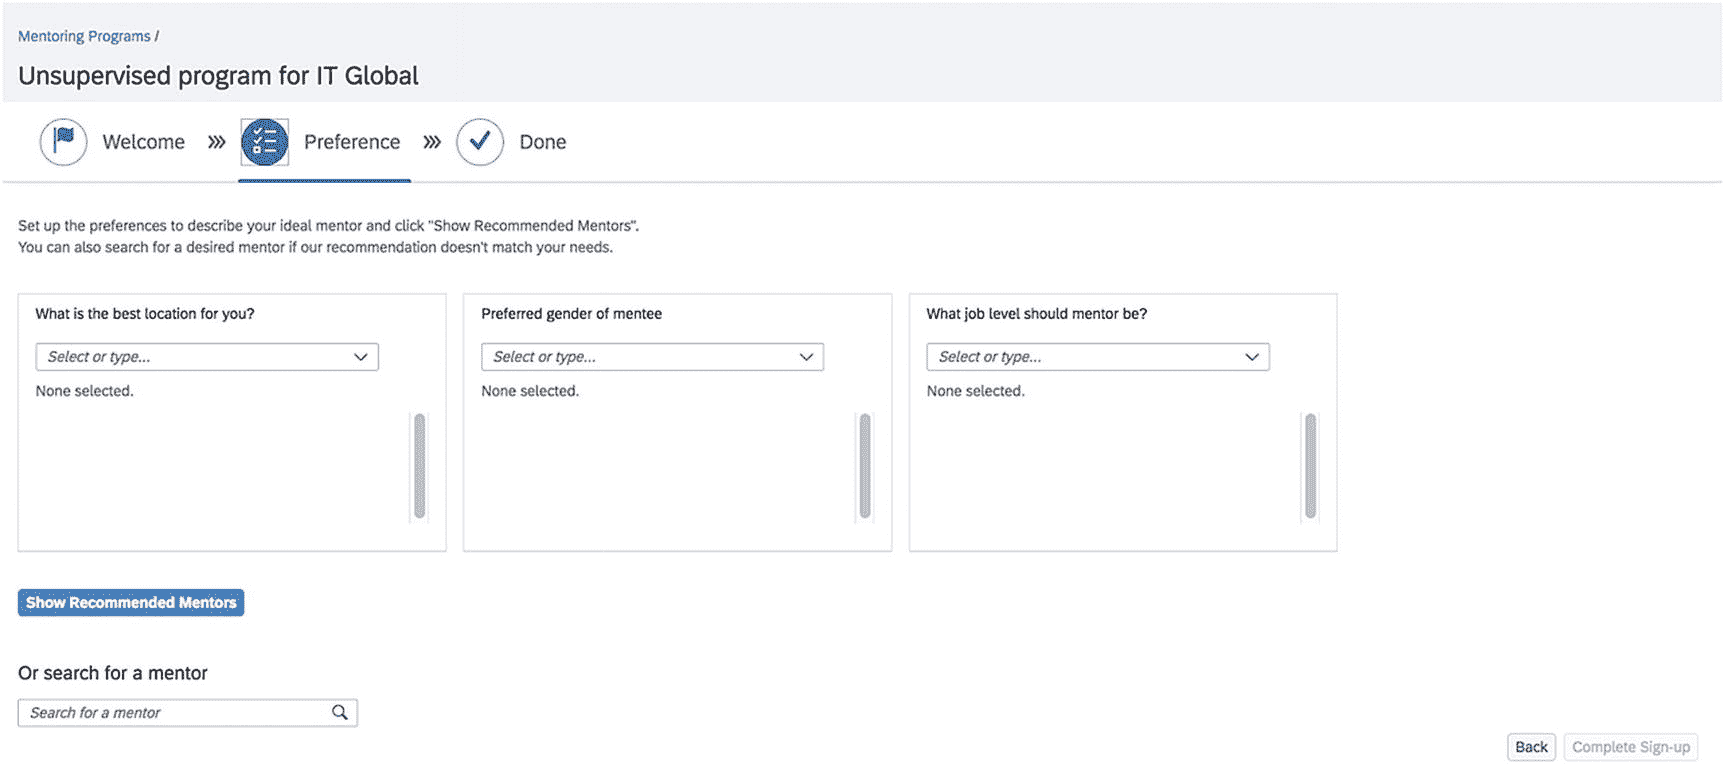 Mentoring Programs /
Unsupervised program for IT Global
Welcome Preference Done
Set up the preferences to describe your ideal mentor and click "Show Recommended Mentors".
You can also search for a desired mentor if our recommendation doesn't match your needs.
What is the best location for you?
Select or type...
None selected.
Preferred gender of mentee
Select or type...
None selected.
What job level should mentor be?
Select or type...
None selected.
Show Recommended Mentors
Or search for a mentor
Search for a mentor
Back Complete Sign-up